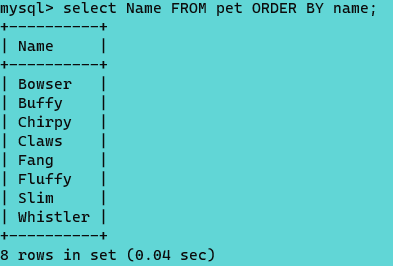 mysql> select Name FROM pet ORDER BY name;
+----------+
| Name     |
+----------+
| Bowser   |
| Buffy    |
| Chirpy   |
| Claws    |
| Fang     |
| Fluffy   |
| Slim     |
| Whistler |
+----------+
8 rows in set (0.04 sec)